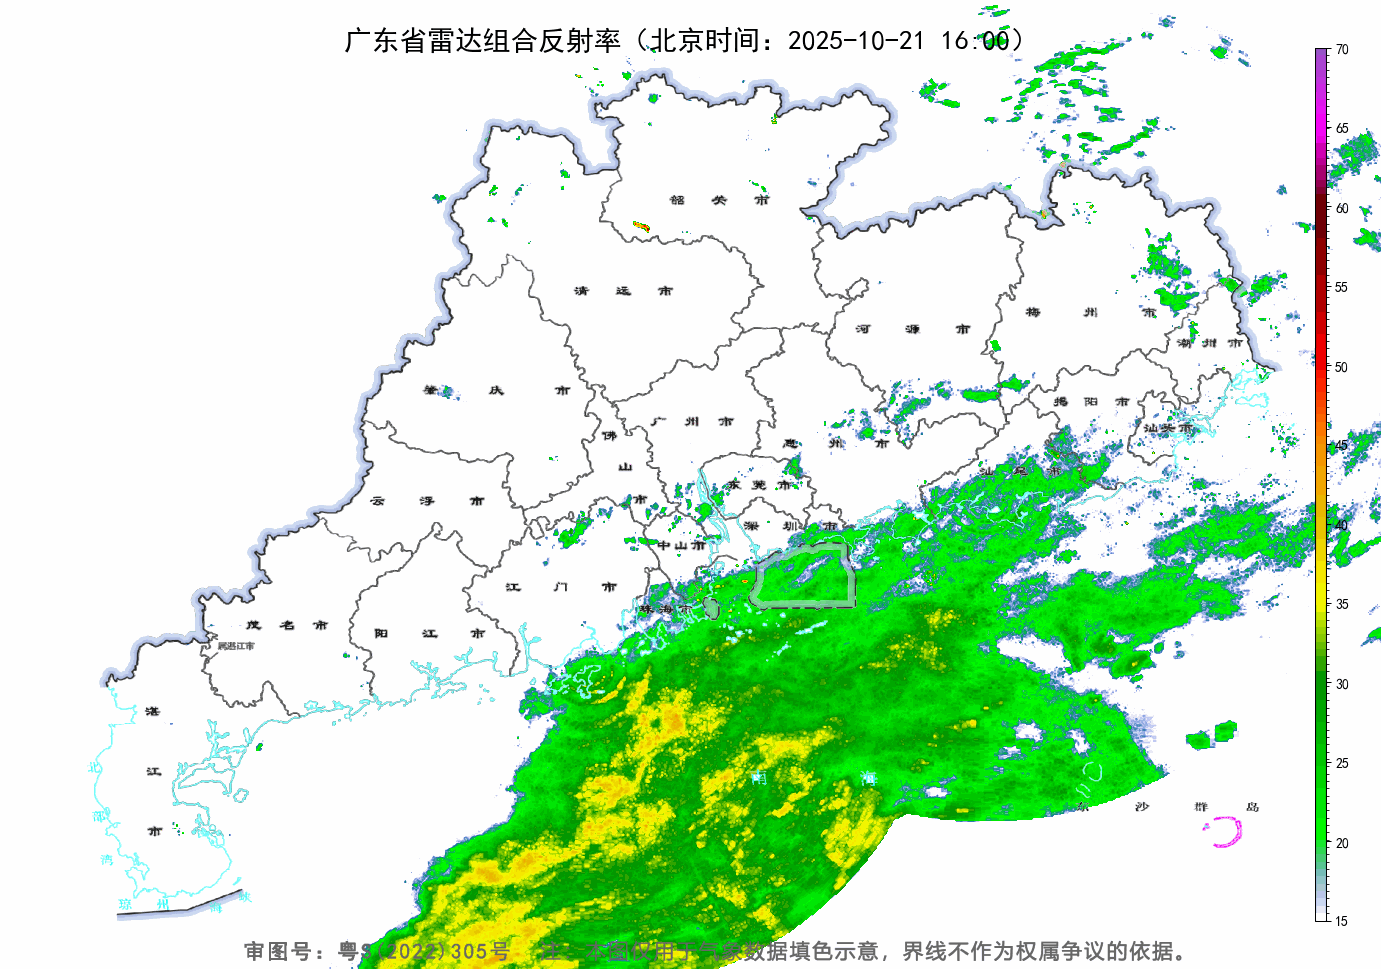 广东省雷达组合反射率（北京时间：2025-10-21 16:00）
70
65
韶关市
60
清远市
55
梅州市
河源市
潮州市
50
肇庆市
揭阳市
广州市
汕头市
佛山市
惠州市
45
汕尾市
东莞市
云浮市
深圳市
40
中山市
江门市
35
珠海市
茂名市
阳江市
属湛江市
30
湛江市
25
南海
北部湾
东沙群岛
20
琼州海峡
15
审图号：粤S(2022)305号 注：本图仅用于气象数据填色示意，界线不作为权属争议的依据。